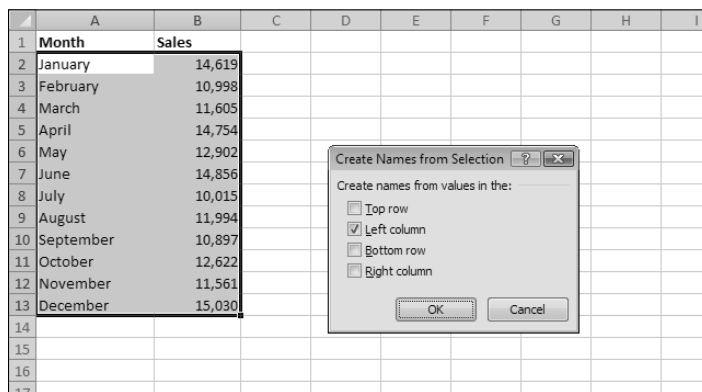 A B C D E F G H I
1 Month Sales
2 January 14,619
3 February 10,998
4 March 11,605
5 April 14,754
6 May 12,902
7 June 14,856
8 July 10,015
9 August 11,994
10 September 10,897
11 October 12,622
12 November 11,561
13 December 15,030
14
15
16
17
Create Names from Selection ?
Create names from values in the:
Top row
Left column
Bottom row
Right column
OK Cancel